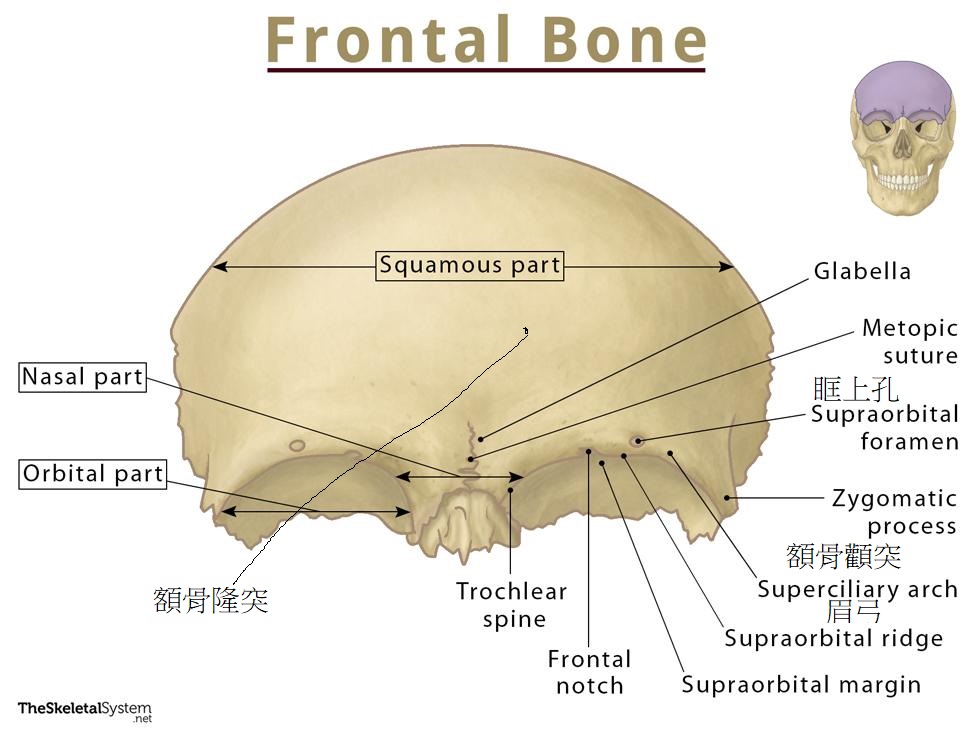 Frontal Bone
Squamous part
Glabella
Metopic
suture
Nasal part
眶上孔
Supraorbital
foramen
Orbital part
Zygomatic
process
額骨顴突
Superciliary arch
眉弓
額骨隆突
Trochlear
spine
Supraorbital ridge
Frontal
notch
Supraorbital margin
TheSkeletalSystem
.net